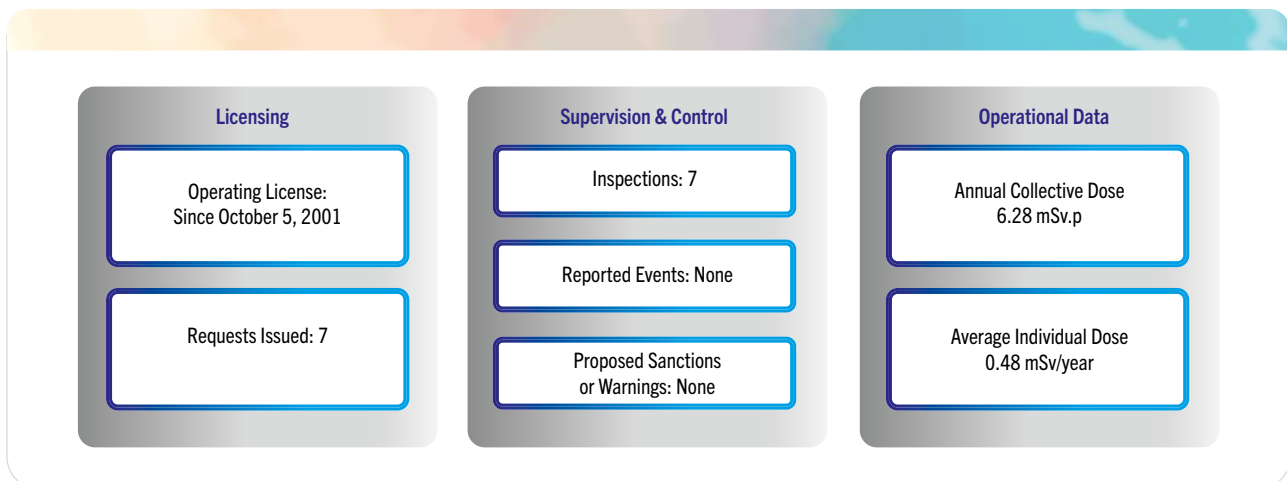 Licensing
Operating License:
Since October 5, 2001
Requests Issued: 7
Supervision & Control
Inspections: 7
Reported Events: None
Proposed Sanctions
or Warnings: None
Operational Data
Annual Collective Dose
6.28 mSv.p
Average Individual Dose
0.48 mSv/year